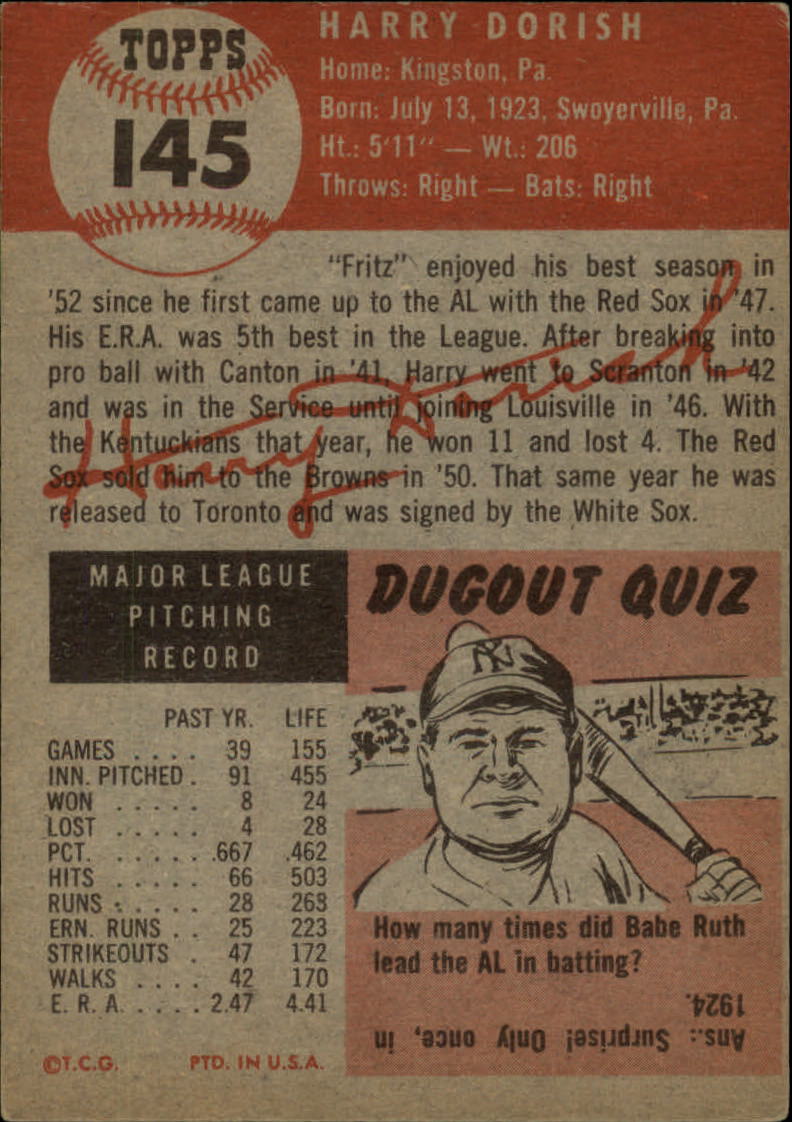 TOPPS
145
HARRY DORISH
Home: Kingston, Pa.
Born: July 13, 1923, Swoyerville, Pa.
Ht.: 5'11" — Wt.: 206
Throws: Right — Bats: Right
"Fritz" enjoyed his best season in
'52 since he first came up to the AL with the Red Sox in '47.
His E.R.A. was 5th best in the League. After breaking into
pro ball with Canton in '41, Harry went to Scranton in '42
and was in the Service until joining Louisville in '46. With
the Kentuckians that year, he won 11 and lost 4. The Red
Sox sold him to the Browns in '50. That same year he was
released to Toronto and was signed by the White Sox.
Harry Dorish
MAJOR LEAGUE
PITCHING
RECORD
PAST YR. LIFE
GAMES . . . . 39 155
INN. PITCHED . 91 455
WON . . . . . 8 24
LOST . . . . . 4 28
PCT. . . . . . .667 .462
HITS . . . . . 66 503
RUNS . . . . . 28 263
ERN. RUNS . . 25 223
STRIKEOUTS . 47 172
WALKS . . . . 42 170
E. R. A. . . . . 2.47 4.41
©T.C.G. PTD. IN U.S.A.
DUGOUT QUIZ
NY
How many times did Babe Ruth
lead the AL in batting?
Ans.: Surprise! Only once, in
1924.